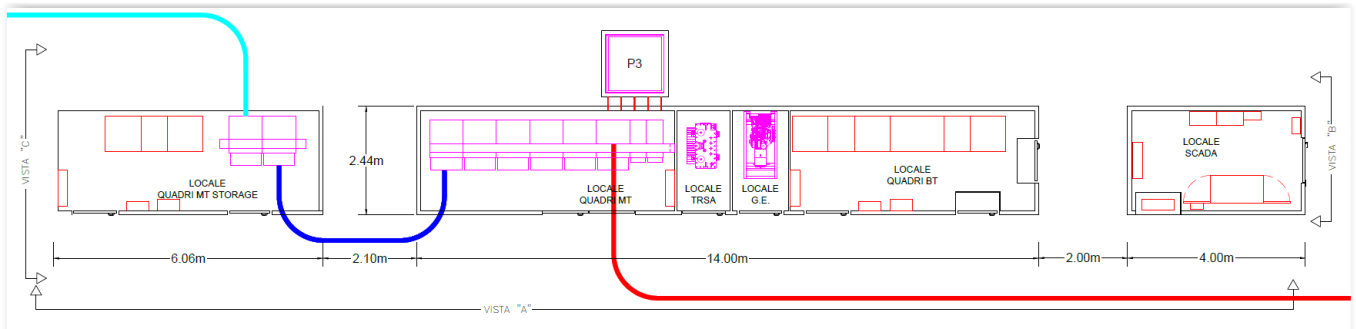 P3
VISTA "C"
2.44m
LOCALE
QUADRI MT STORAGE
LOCALE
QUADRI MT
LOCALE
TRSA
LOCALE
G.E.
LOCALE
QUADRI BT
LOCALE
SCADA
VISTA "B"
6.06m
2.10m
14.00m
2.00m
4.00m
VISTA "A"